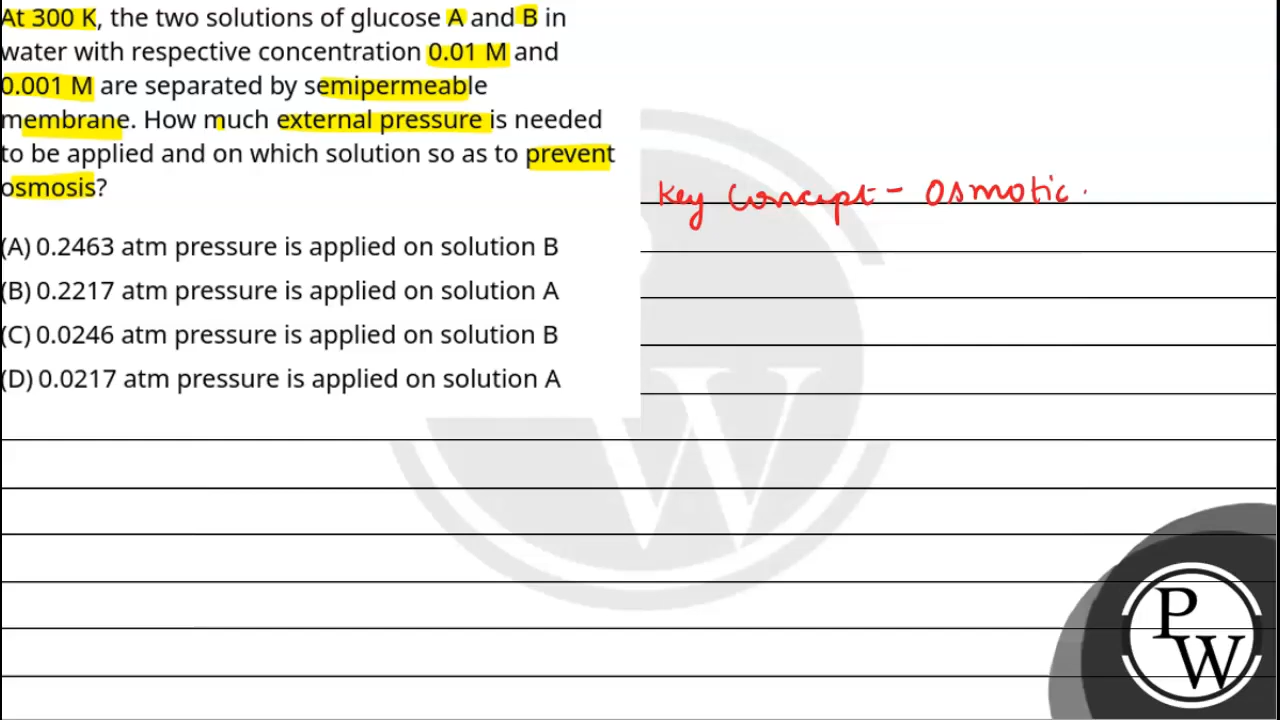 At 300 K, the two solutions of glucose A and B in
water with respective concentration 0.01 M and
0.001 M are separated by semipermeable
membrane. How much external pressure is needed
to be applied and on which solution so as to prevent
osmosis?
(A) 0.2463 atm pressure is applied on solution B
(B) 0.2217 atm pressure is applied on solution A
(C) 0.0246 atm pressure is applied on solution B
(D) 0.0217 atm pressure is applied on solution A
Key Concept - Osmotic.
W
P
W